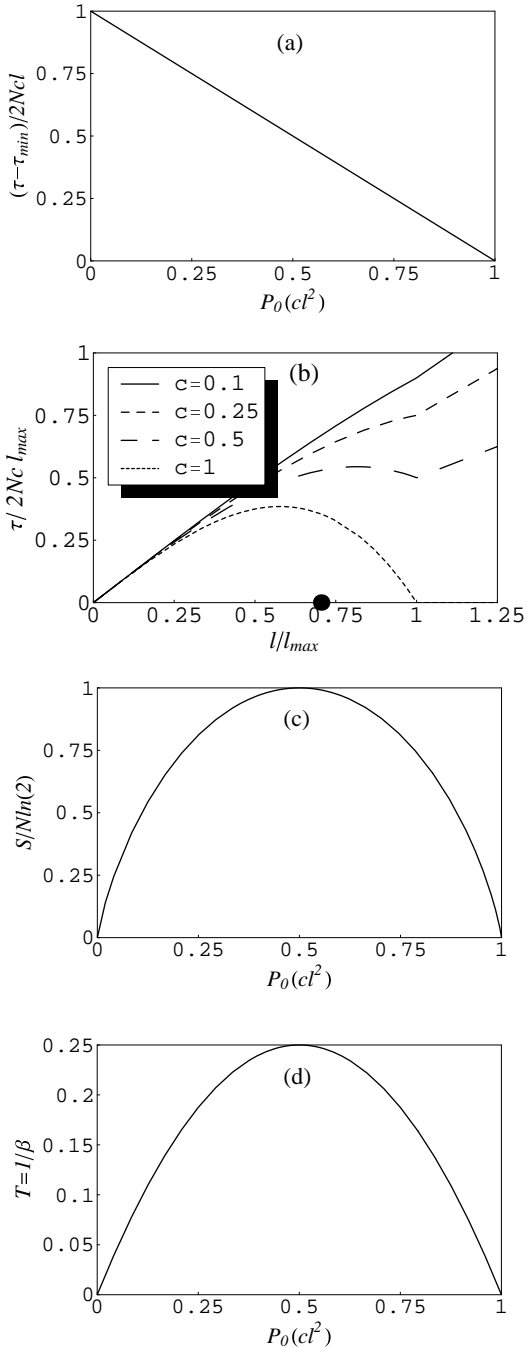 1
0.75
0.5
0.25
0
(τ−τmin)/2Ncl
(a)
0 0.25 0.5 0.75 1
P0(cl²)
1
0.75
0.5
0.25
0
τ/ 2Nc lmax
(b)
c=0.1
c=0.25
c=0.5
c=1
0 0.25 0.5 0.75 1 1.25
l/lmax
1
0.75
0.5
0.25
0
S/Nln(2)
(c)
0 0.25 0.5 0.75 1
P0(cl²)
0.25
0.2
0.15
0.1
0.05
0
T=1/β
(d)
0 0.25 0.5 0.75 1
P0(cl²)